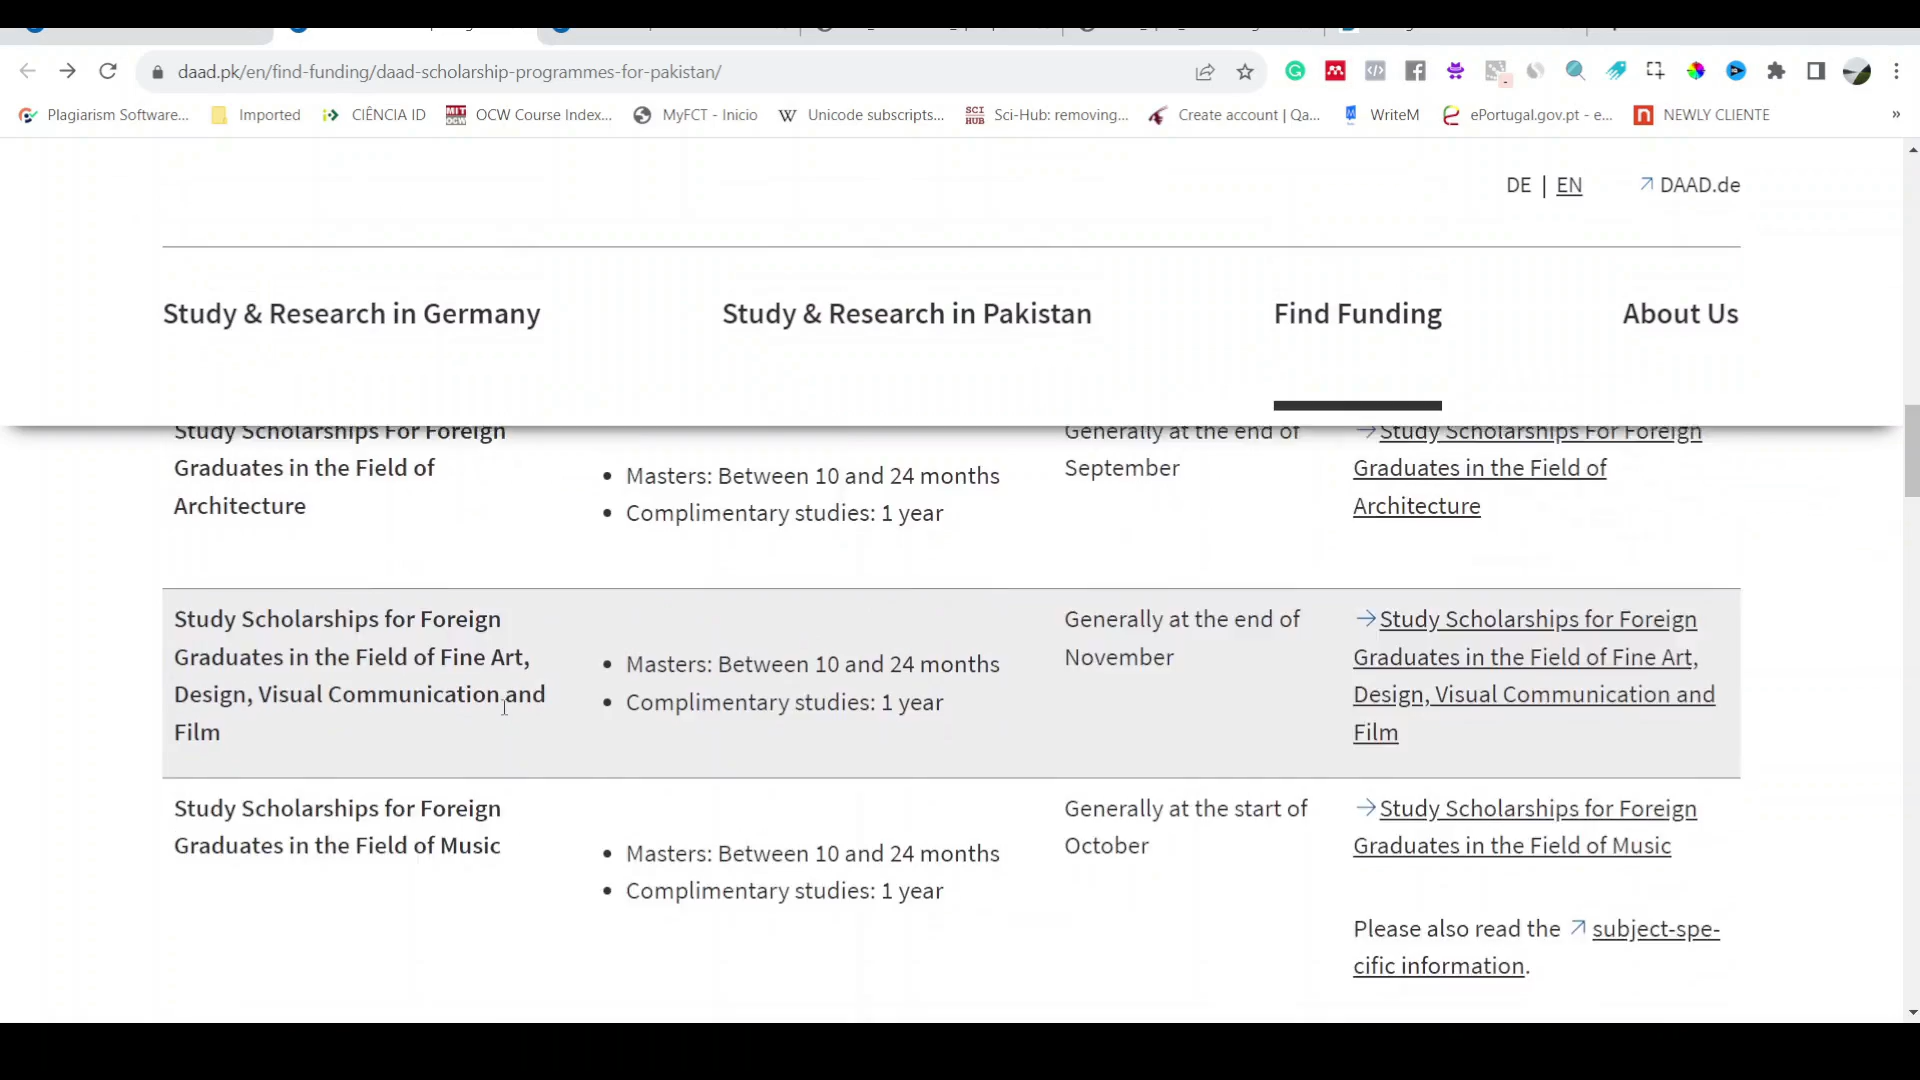 daad.pk/en/find-funding/daad-scholarship-programmes-for-pakistan/
Plagiarism Software... Imported CIÊNCIA ID OCW Course Index... MyFCT - Inicio Unicode subscripts... Sci-Hub: removing... Create account | Qa... WriteM ePortugal.gov.pt - e... NEWLY CLIENTE »
DE | EN DAAD.de
Study & Research in Germany Study & Research in Pakistan Find Funding About Us
Study Scholarships For Foreign
Graduates in the Field of
Architecture
• Masters: Between 10 and 24 months
• Complimentary studies: 1 year
Generally at the end of
September
Study Scholarships For Foreign
Graduates in the Field of
Architecture
Study Scholarships for Foreign
Graduates in the Field of Fine Art,
Design, Visual Communication and
Film
• Masters: Between 10 and 24 months
• Complimentary studies: 1 year
Generally at the end of
November
Study Scholarships for Foreign
Graduates in the Field of Fine Art,
Design, Visual Communication and
Film
Study Scholarships for Foreign
Graduates in the Field of Music
• Masters: Between 10 and 24 months
• Complimentary studies: 1 year
Generally at the start of
October
Study Scholarships for Foreign
Graduates in the Field of Music
Please also read the subject-spe-
cific information.